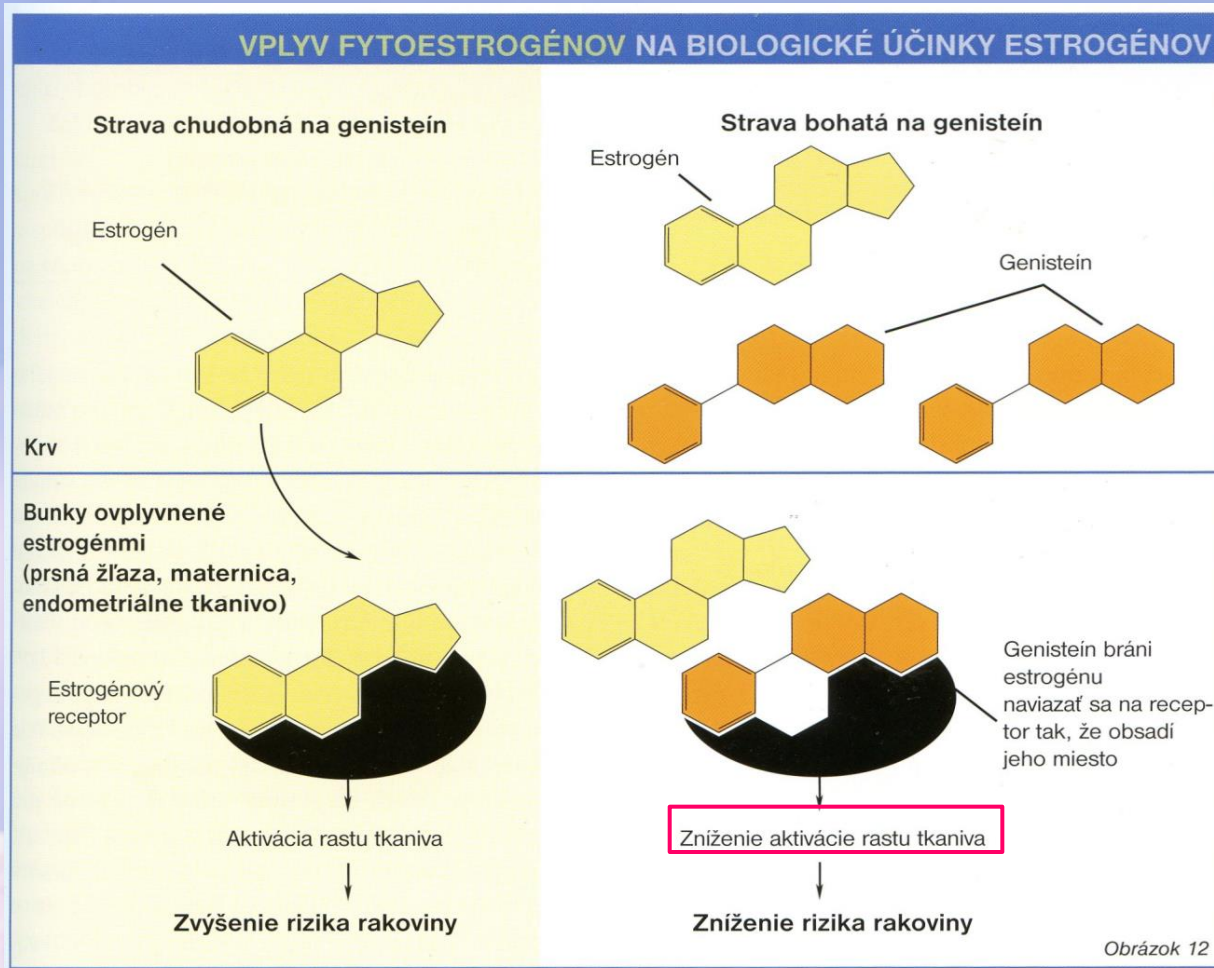 VPLYV FYTOESTROGÉNOV NA BIOLOGICKÉ ÚČINKY ESTROGÉNOV
Strava chudobná na genisteín
Estrogén
Krv
Strava bohatá na genisteín
Estrogén
Genisteín
Bunky ovplyvnené
estrogénmi
(prsná žľaza, maternica,
endometriálne tkanivo)
Estrogénový
receptor
Aktivácia rastu tkaniva
Zvýšenie rizika rakoviny
Genisteín bráni
estrogénu
naviazať sa na recep-
tor tak, že obsadí
jeho miesto
Zníženie aktivácie rastu tkaniva
Zníženie rizika rakoviny
Obrázok 12